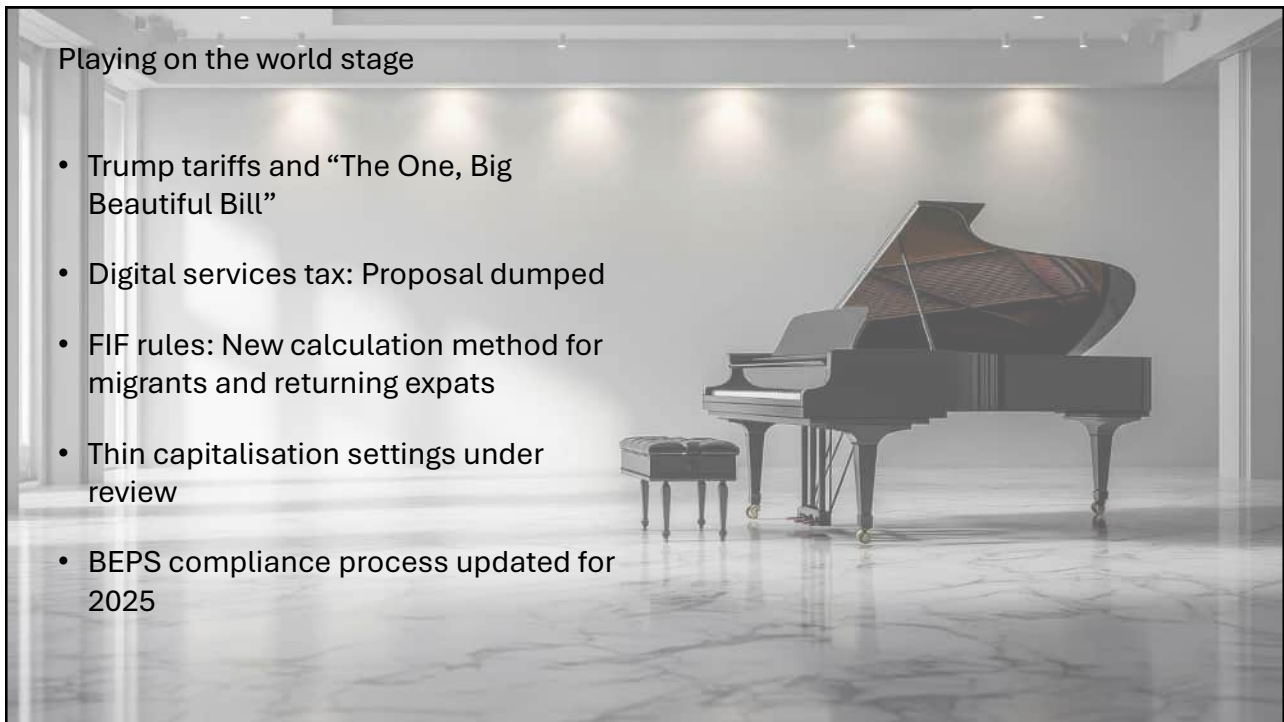 Playing on the world stage
• Trump tariffs and “The One, Big
Beautiful Bill”
• Digital services tax: Proposal dumped
• FIF rules: New calculation method for
migrants and returning expats
• Thin capitalisation settings under
review
• BEPS compliance process updated for
2025